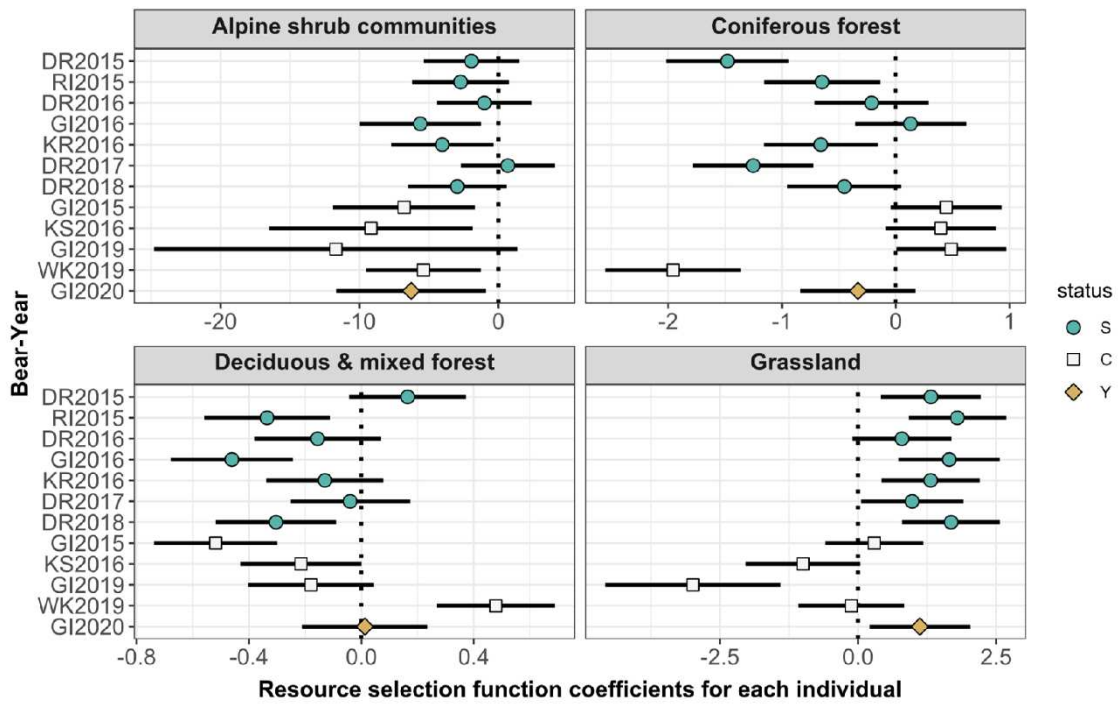 Alpine shrub communities
Coniferous forest
DR2015
RI2015
DR2016
GI2016
KR2016
DR2017
DR2018
GI2015
KS2016
GI2019
WK2019
GI2020
-20 -10 0
-2 -1 0 1
Bear-Year
status
S
C
Y
Deciduous & mixed forest
Grassland
DR2015
RI2015
DR2016
GI2016
KR2016
DR2017
DR2018
GI2015
KS2016
GI2019
WK2019
GI2020
-0.8 -0.4 0.0 0.4
-2.5 0.0 2.5
Resource selection function coefficients for each individual